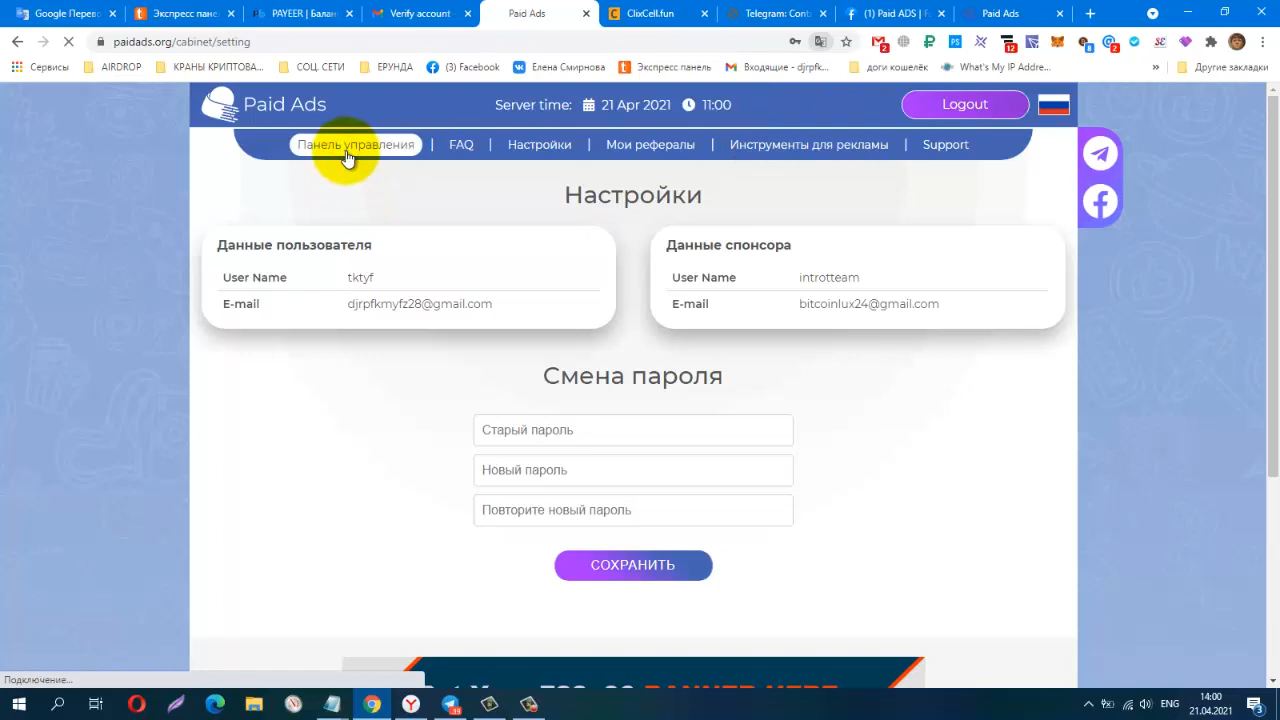 Google Перево
Экспресс пане
PAYEER | Балан
Verify account -
Paid Ads
ClixCell.fun
Telegram: Conta
(1) Paid ADS | F
Paid Ads
paidads.org/cabinet/setting
Сервисы
AIRDROP
КРАНЫ КРИПТОВА...
СОЦ. СЕТИ
ЕРУНДА
(3) Facebook
Елена Смирнова
Экспресс панель
Входящие - djrpfk...
доги кошелёк
What's My IP Addre...
»
Другие закладки
Paid Ads
Server time: 21 Apr 2021 11:00
Logout
Панель управления | FAQ | Настройки | Мои рефералы | Инструменты для рекламы | Support
Настройки
Данные пользователя
User Name tktyf
E-mail djrpfkmyfz28@gmail.com
Данные спонсора
User Name introtteam
E-mail bitcoinlux24@gmail.com
Смена пароля
Старый пароль
Новый пароль
Повторите новый пароль
СОХРАНИТЬ
Подключение...
ENG
14:00
21.04.2021